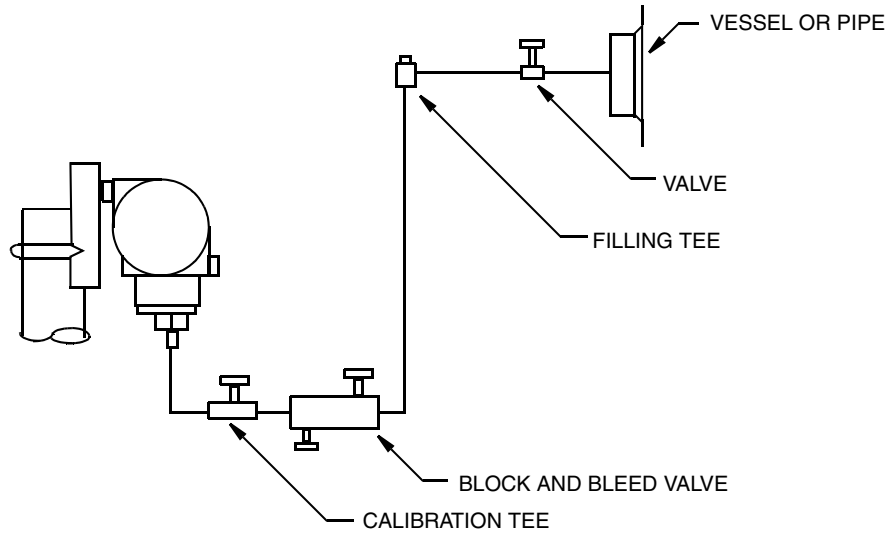 VESSEL OR PIPE
VALVE
FILLING TEE
BLOCK AND BLEED VALVE
CALIBRATION TEE